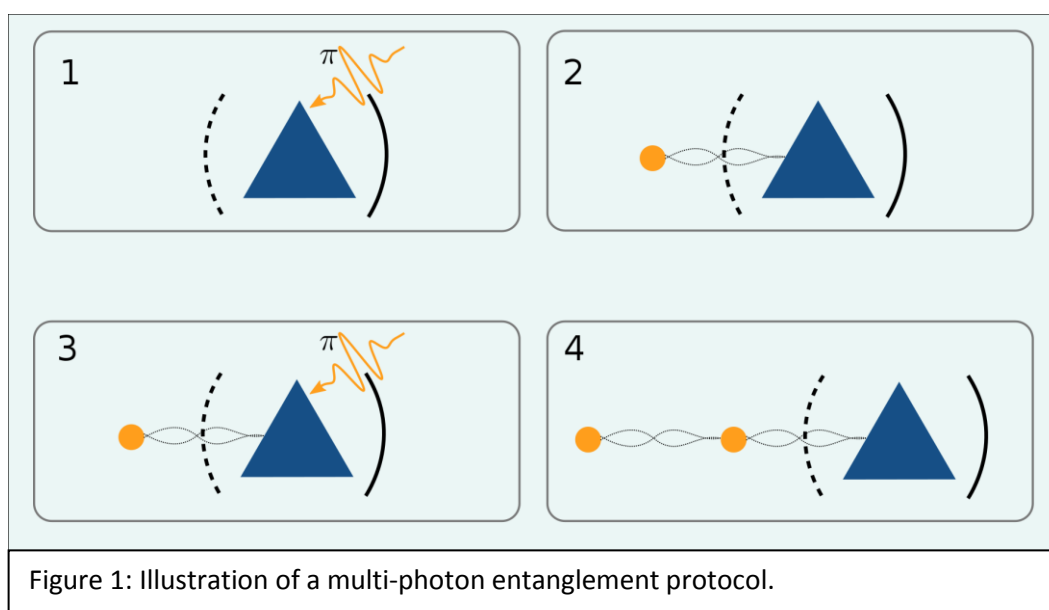 1
π
2
3
π
4
Figure 1: Illustration of a multi-photon entanglement protocol.